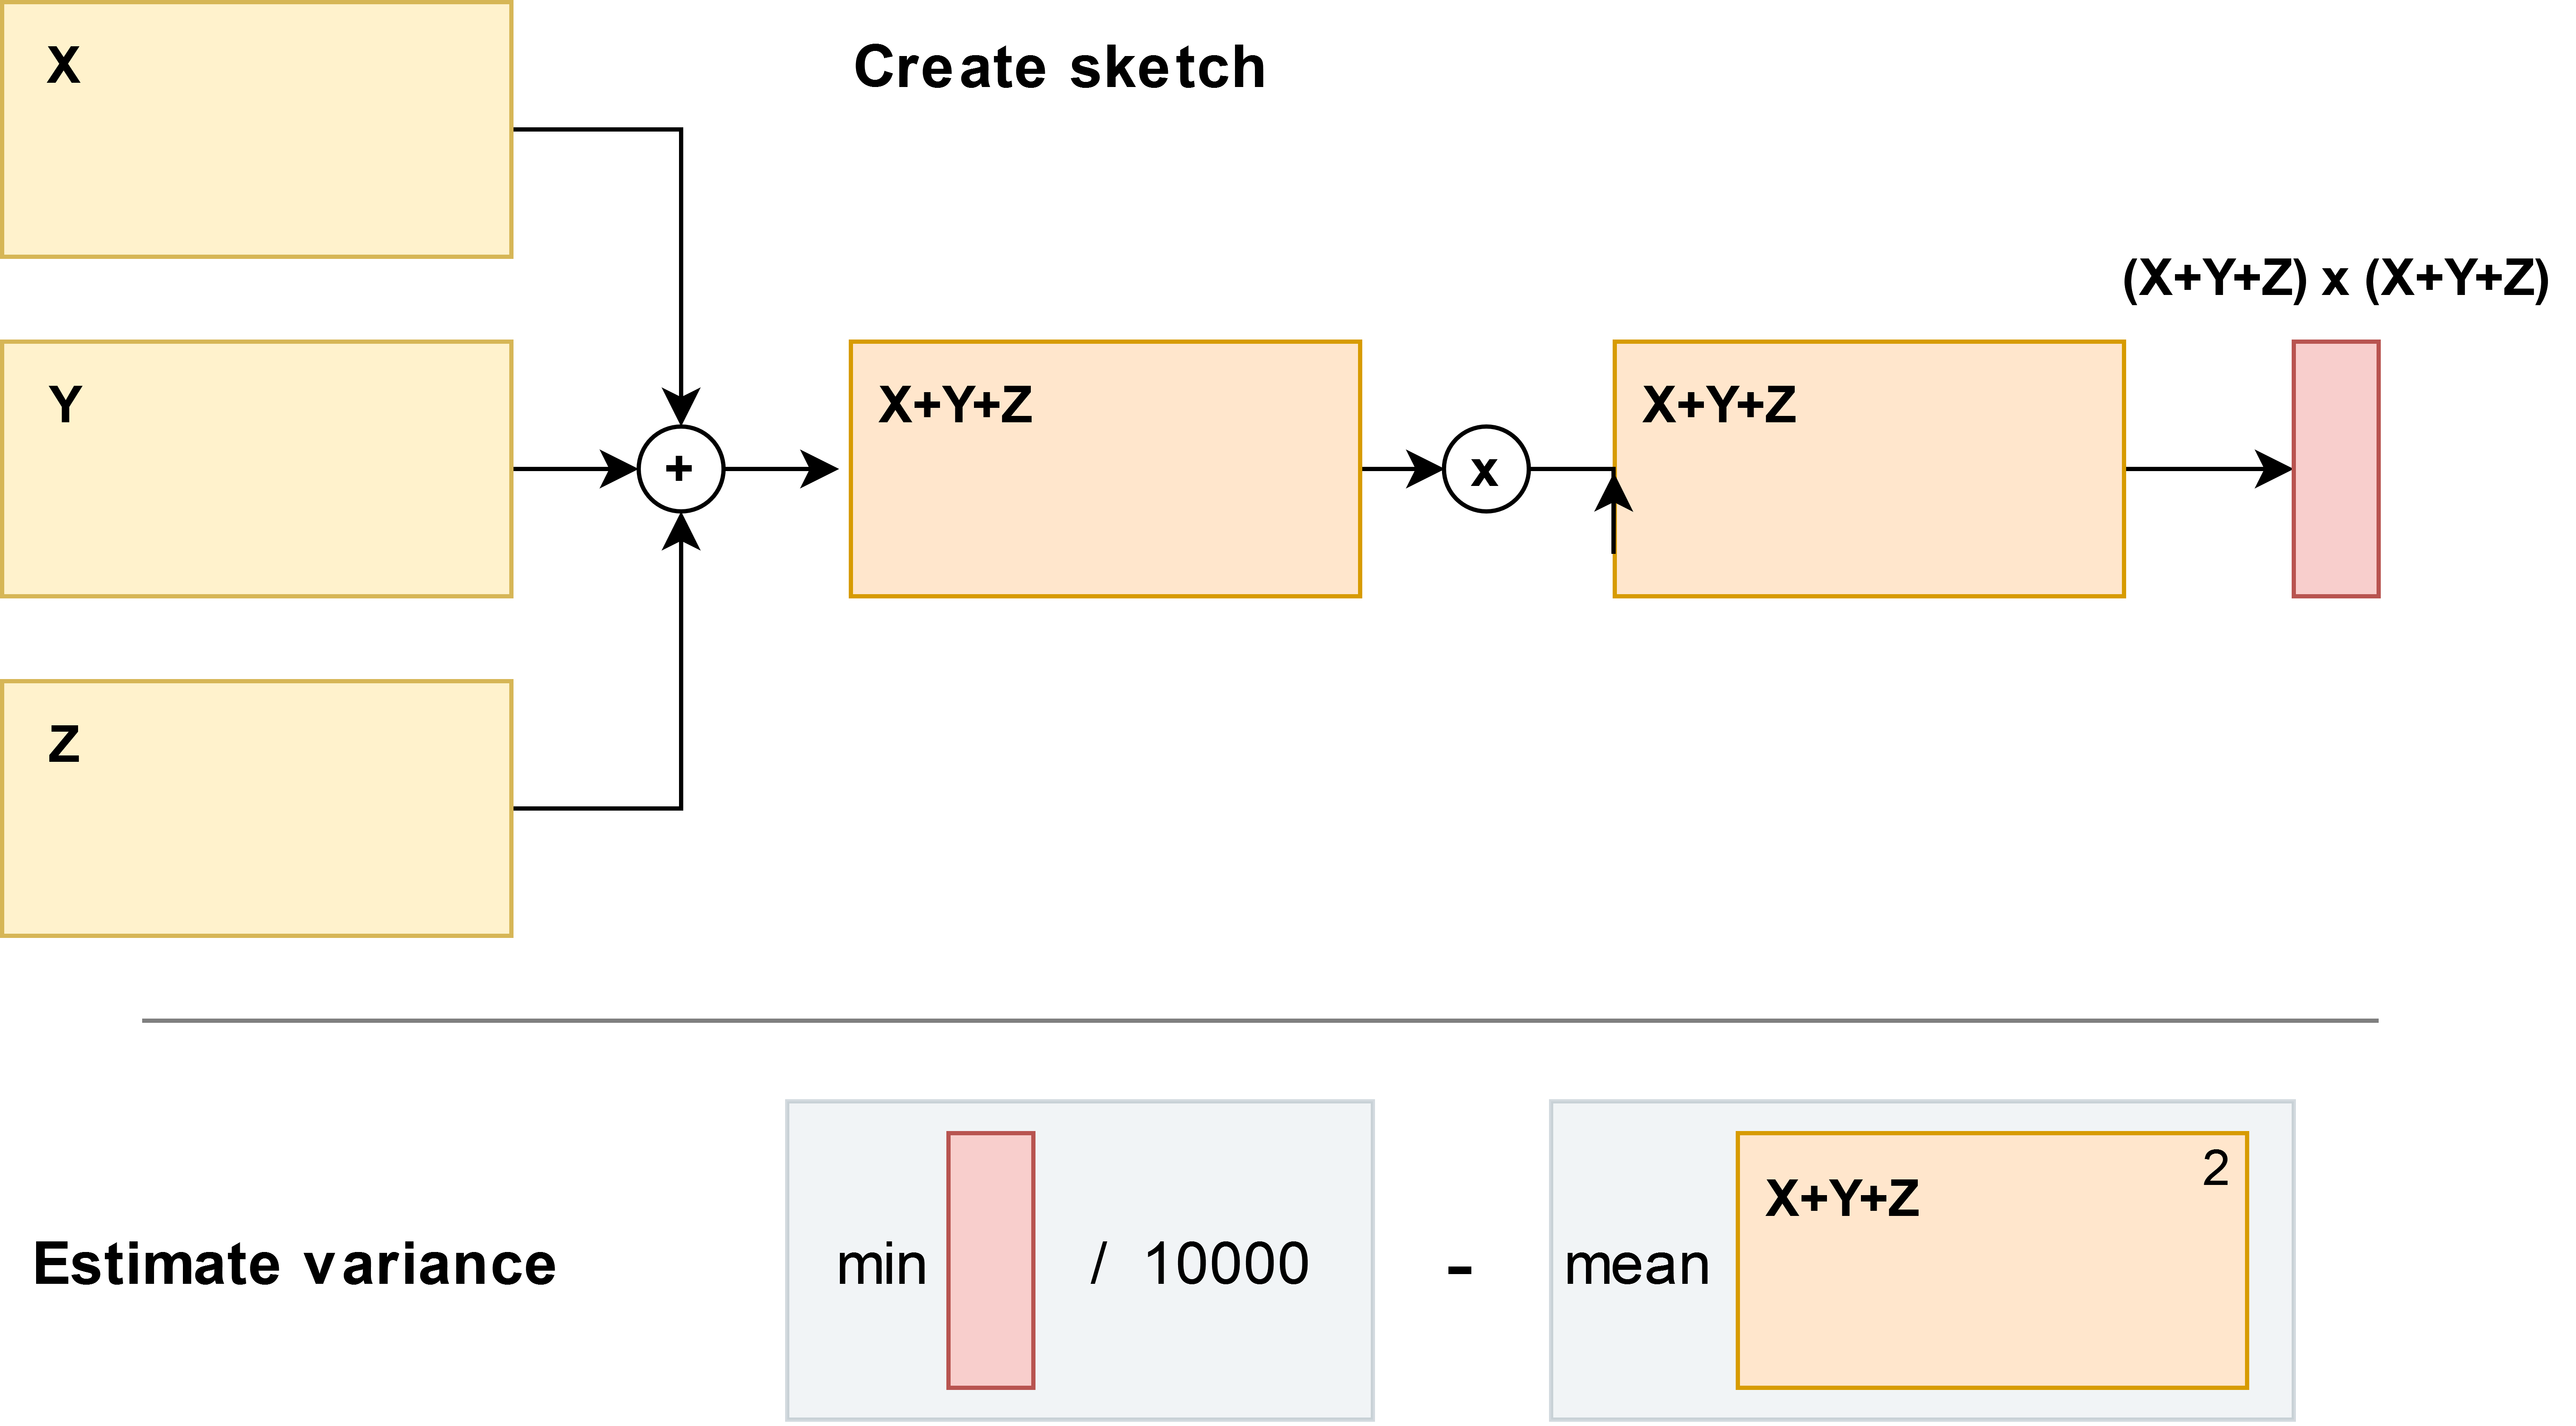 X
Create sketch
(X+Y+Z) x (X+Y+Z)
Y
+
X+Y+Z
x
X+Y+Z
Z
Estimate variance
min
/ 10000
-
mean
X+Y+Z
2